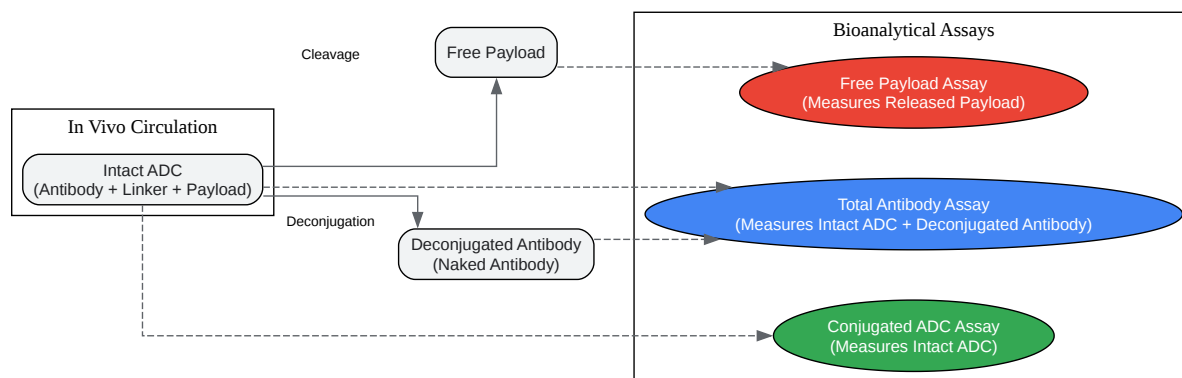 Bioanalytical Assays
Cleavage
Free Payload
Free Payload Assay
(Measures Released Payload)
In Vivo Circulation
Intact ADC
(Antibody + Linker + Payload)
Total Antibody Assay
(Measures Intact ADC + Deconjugated Antibody)
Deconjugation
Deconjugated Antibody
(Naked Antibody)
Conjugated ADC Assay
(Measures Intact ADC)